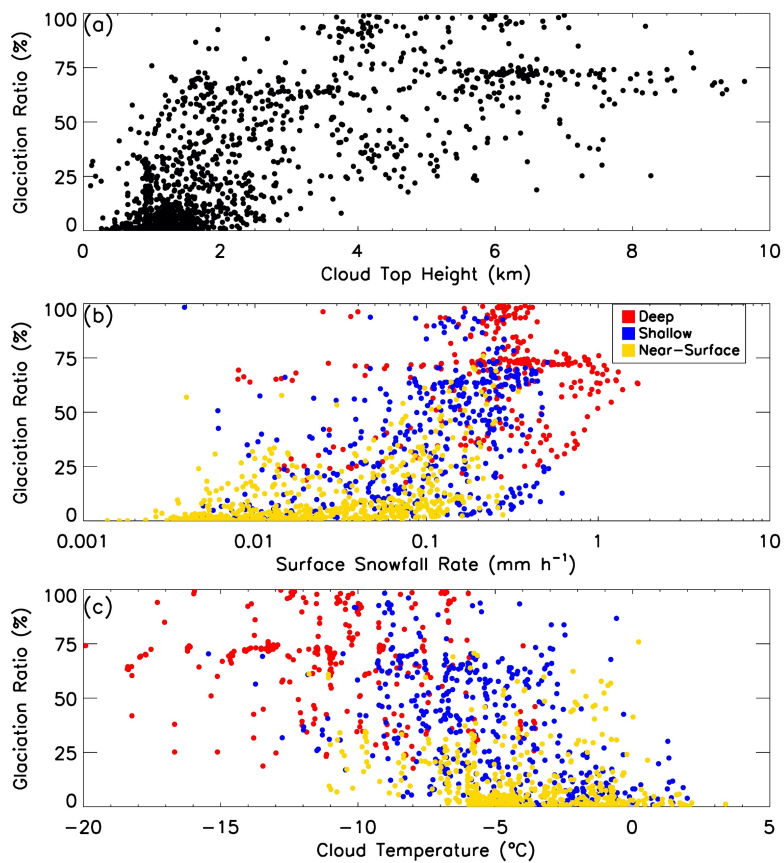 (a)
Glaciation Ratio (%)
100
75
50
25
0
0 2 4 6 8 10
Cloud Top Height (km)
(b)
Glaciation Ratio (%)
100
75
50
25
0
Deep
Shallow
Near-Surface
0.001 0.01 0.1 1 10
Surface Snowfall Rate (mm h⁻¹)
(c)
Glaciation Ratio (%)
100
75
50
25
0
-20 -15 -10 -5 0 5
Cloud Temperature (°C)